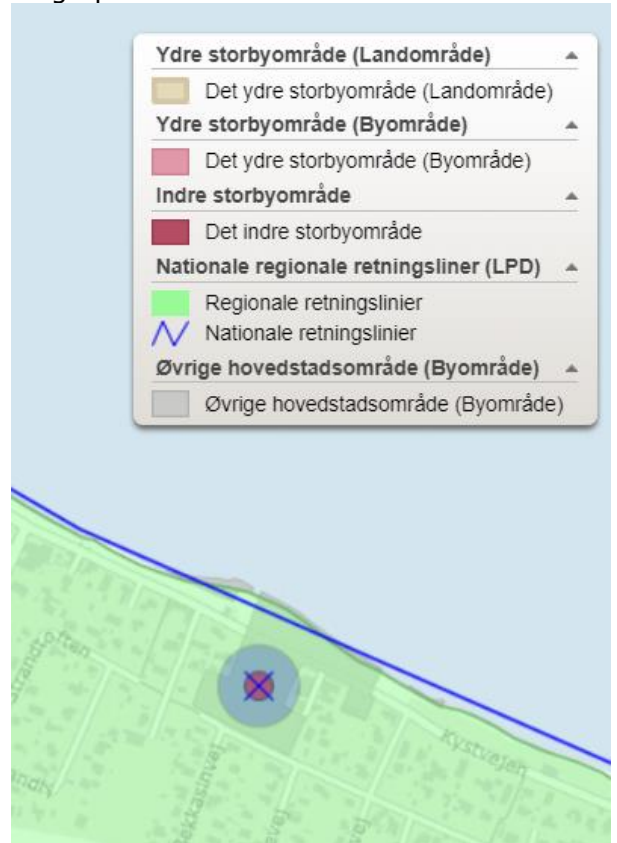 Ydre storbyområde (Landområde)
Det ydre storbyområde (Landområde)
Ydre storbyområde (Byområde)
Det ydre storbyområde (Byområde)
Indre storbyområde
Det indre storbyområde
Nationale regionale retningsliner (LPD)
Regionale retningslinier
Nationale retningslinier
Øvrige hovedstadsområde (Byområde)
Øvrige hovedstadsområde (Byområde)
Kystvejen